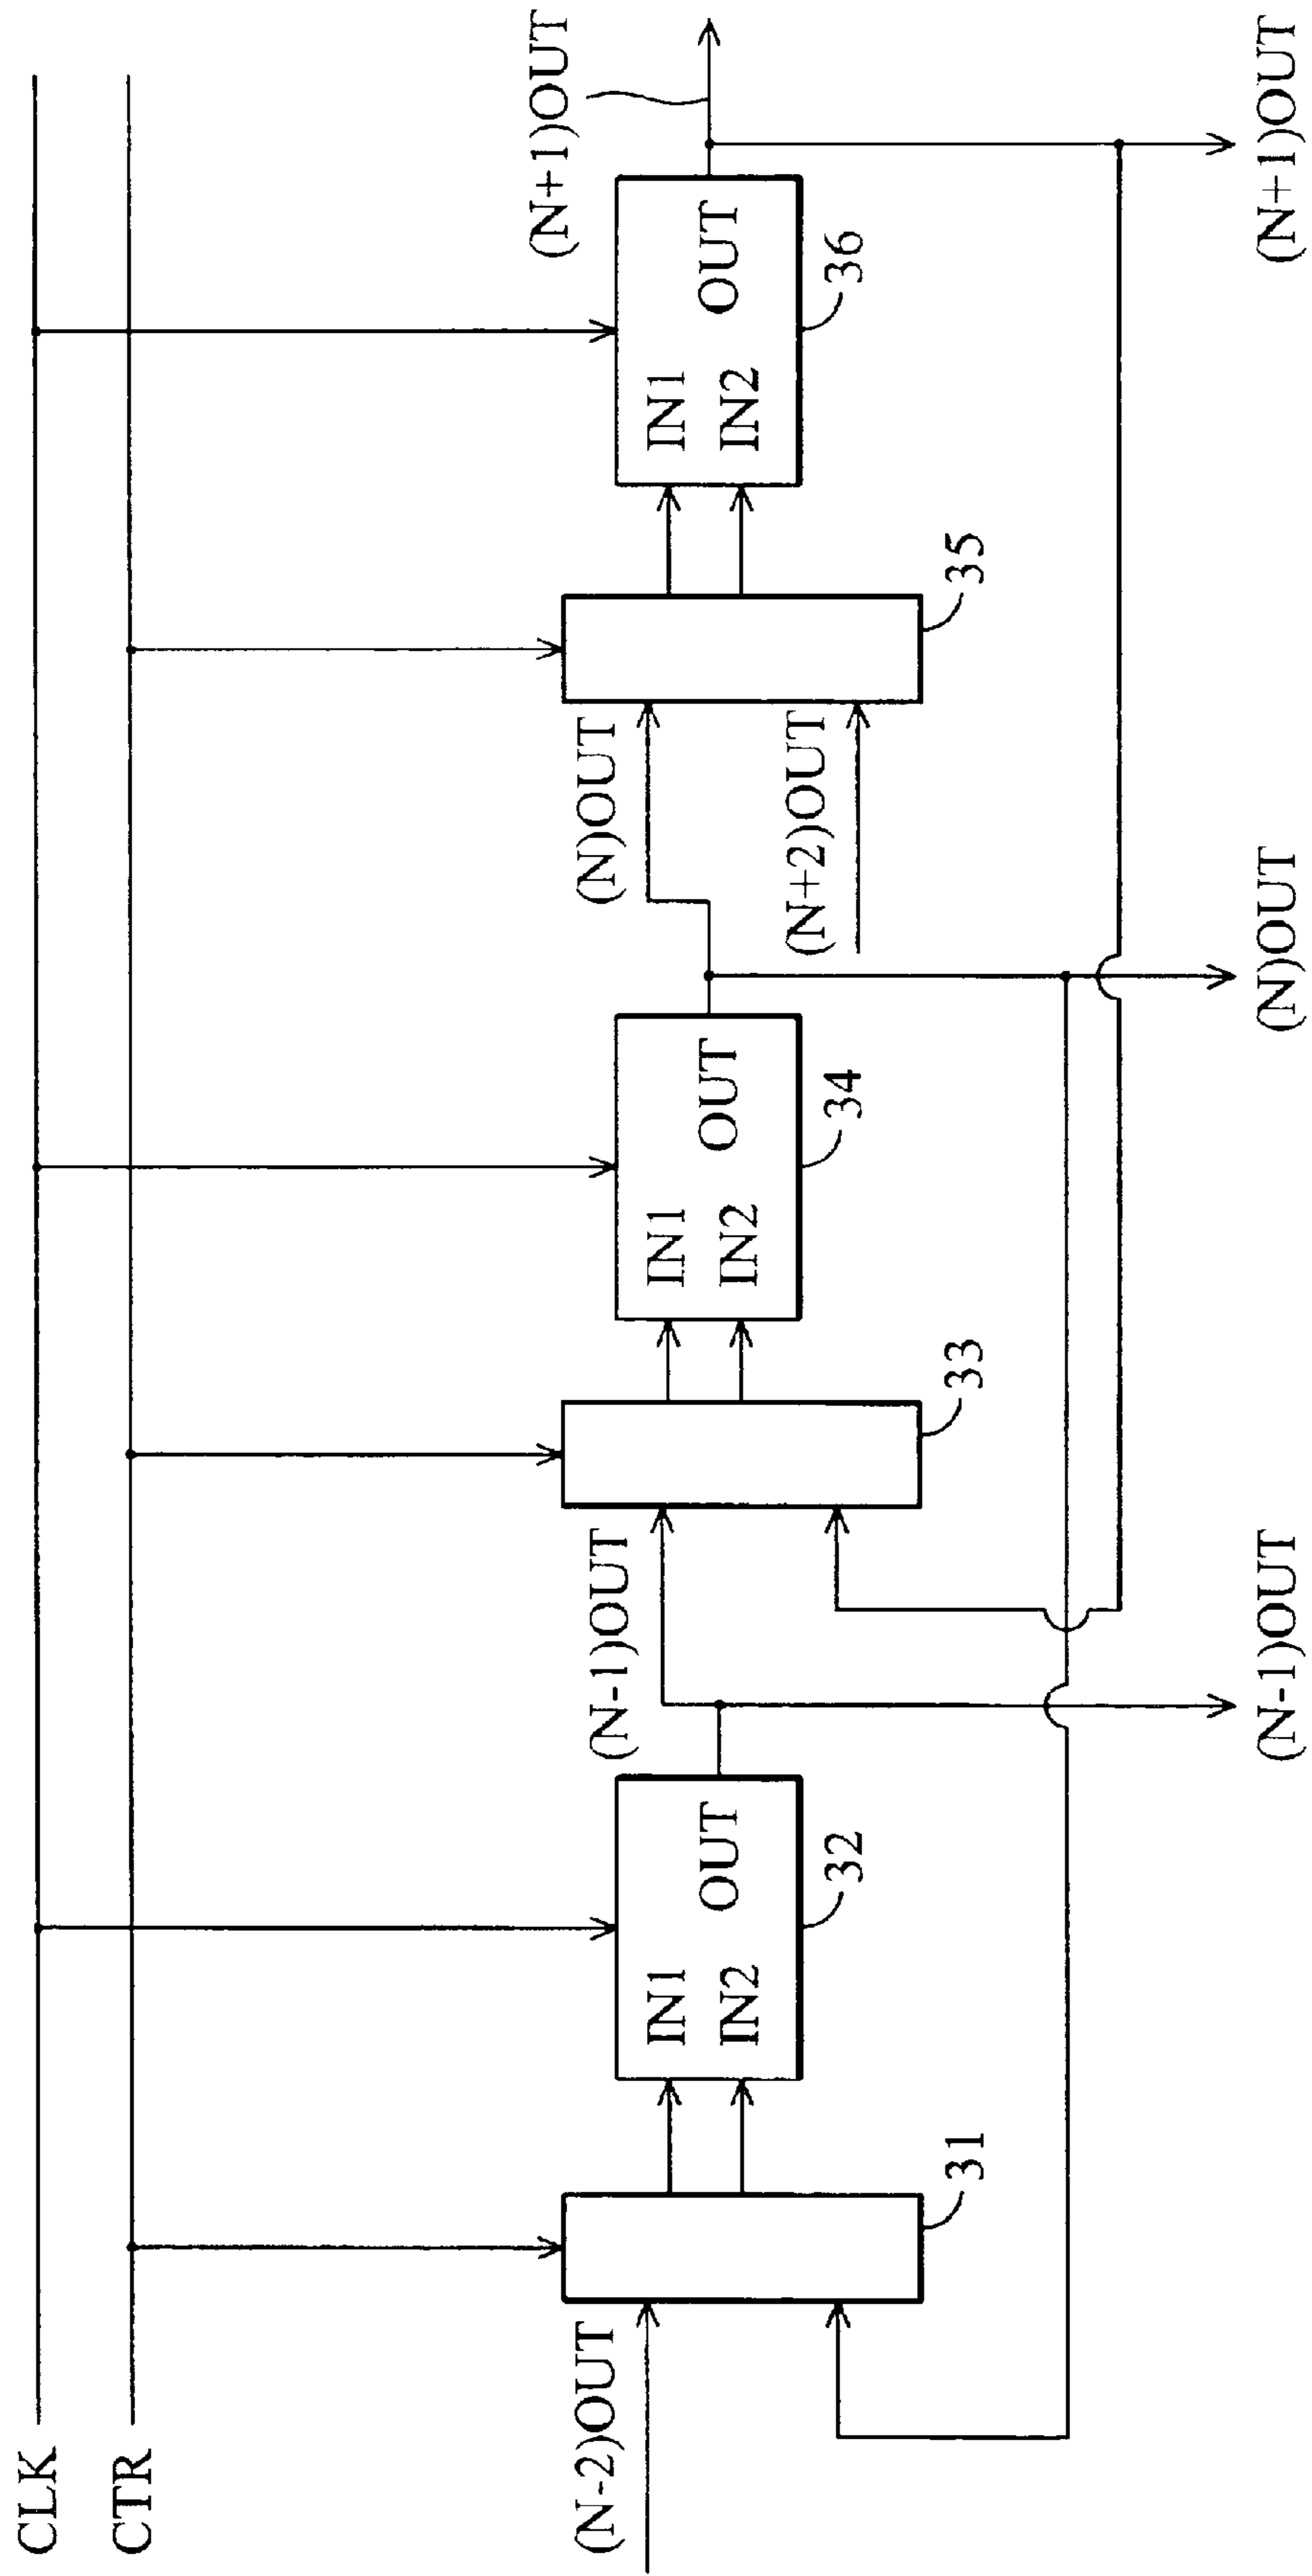 CLK
CTR
(N+1)OUT
(N-2)OUT
(N-1)OUT
(N)OUT
(N+2)OUT
IN1
IN2
OUT
IN1
IN2
OUT
IN1
IN2
OUT
31
32
33
34
35
36
(N-1)OUT
(N)OUT
(N+1)OUT